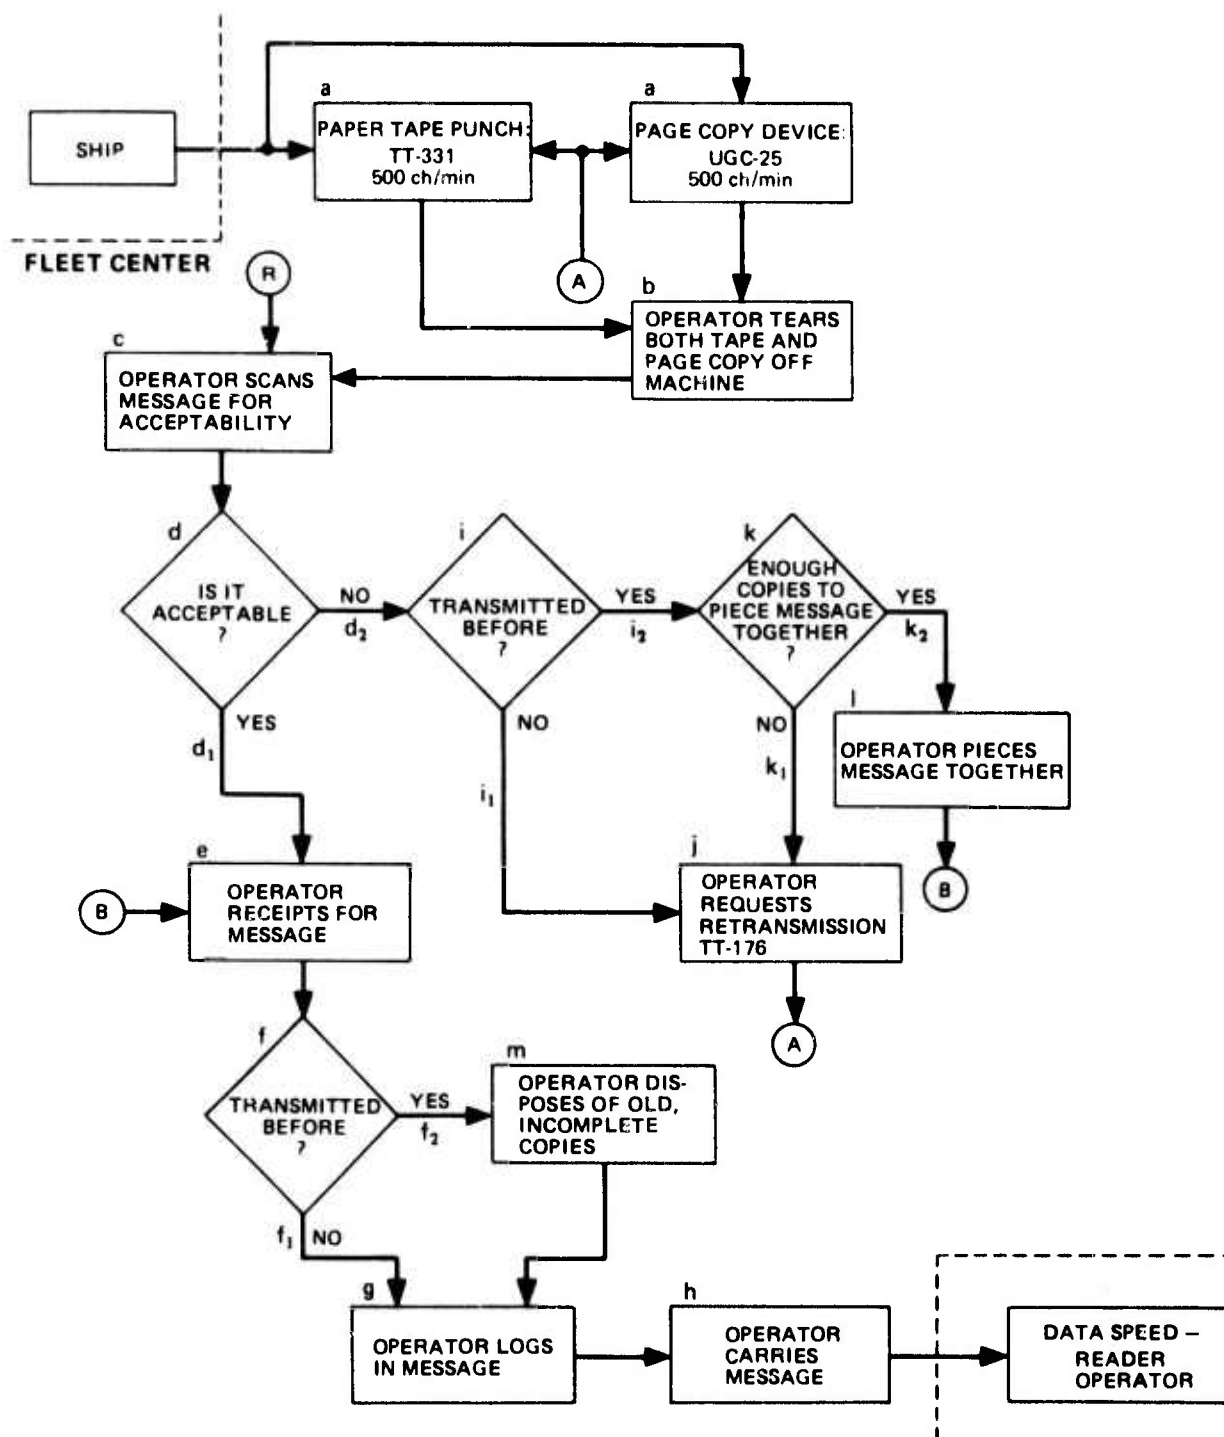 a
a
SHIP
PAPER TAPE PUNCH:
TT-331
500 ch/min
PAGE COPY DEVICE:
UGC-25
500 ch/min
FLEET CENTER
R
A
b
OPERATOR TEARS
BOTH TAPE AND
PAGE COPY OFF
MACHINE
c
OPERATOR SCANS
MESSAGE FOR
ACCEPTABILITY
d
IS IT
ACCEPTABLE
?
NO
d₂
i
TRANSMITTED
BEFORE
?
YES
i₂
k
ENOUGH
COPIES TO
PIECE MESSAGE
TOGETHER
?
YES
k₂
YES
d₁
NO
i₁
NO
k₁
l
OPERATOR PIECES
MESSAGE TOGETHER
B
B
e
OPERATOR
RECEIPTS FOR
MESSAGE
j
OPERATOR
REQUESTS
RETRANSMISSION
TT-176
A
f
TRANSMITTED
BEFORE
?
YES
f₂
m
OPERATOR DIS-
POSES OF OLD,
INCOMPLETE
COPIES
f₁ NO
g
OPERATOR LOGS
IN MESSAGE
h
OPERATOR
CARRIES
MESSAGE
DATA SPEED –
READER
OPERATOR